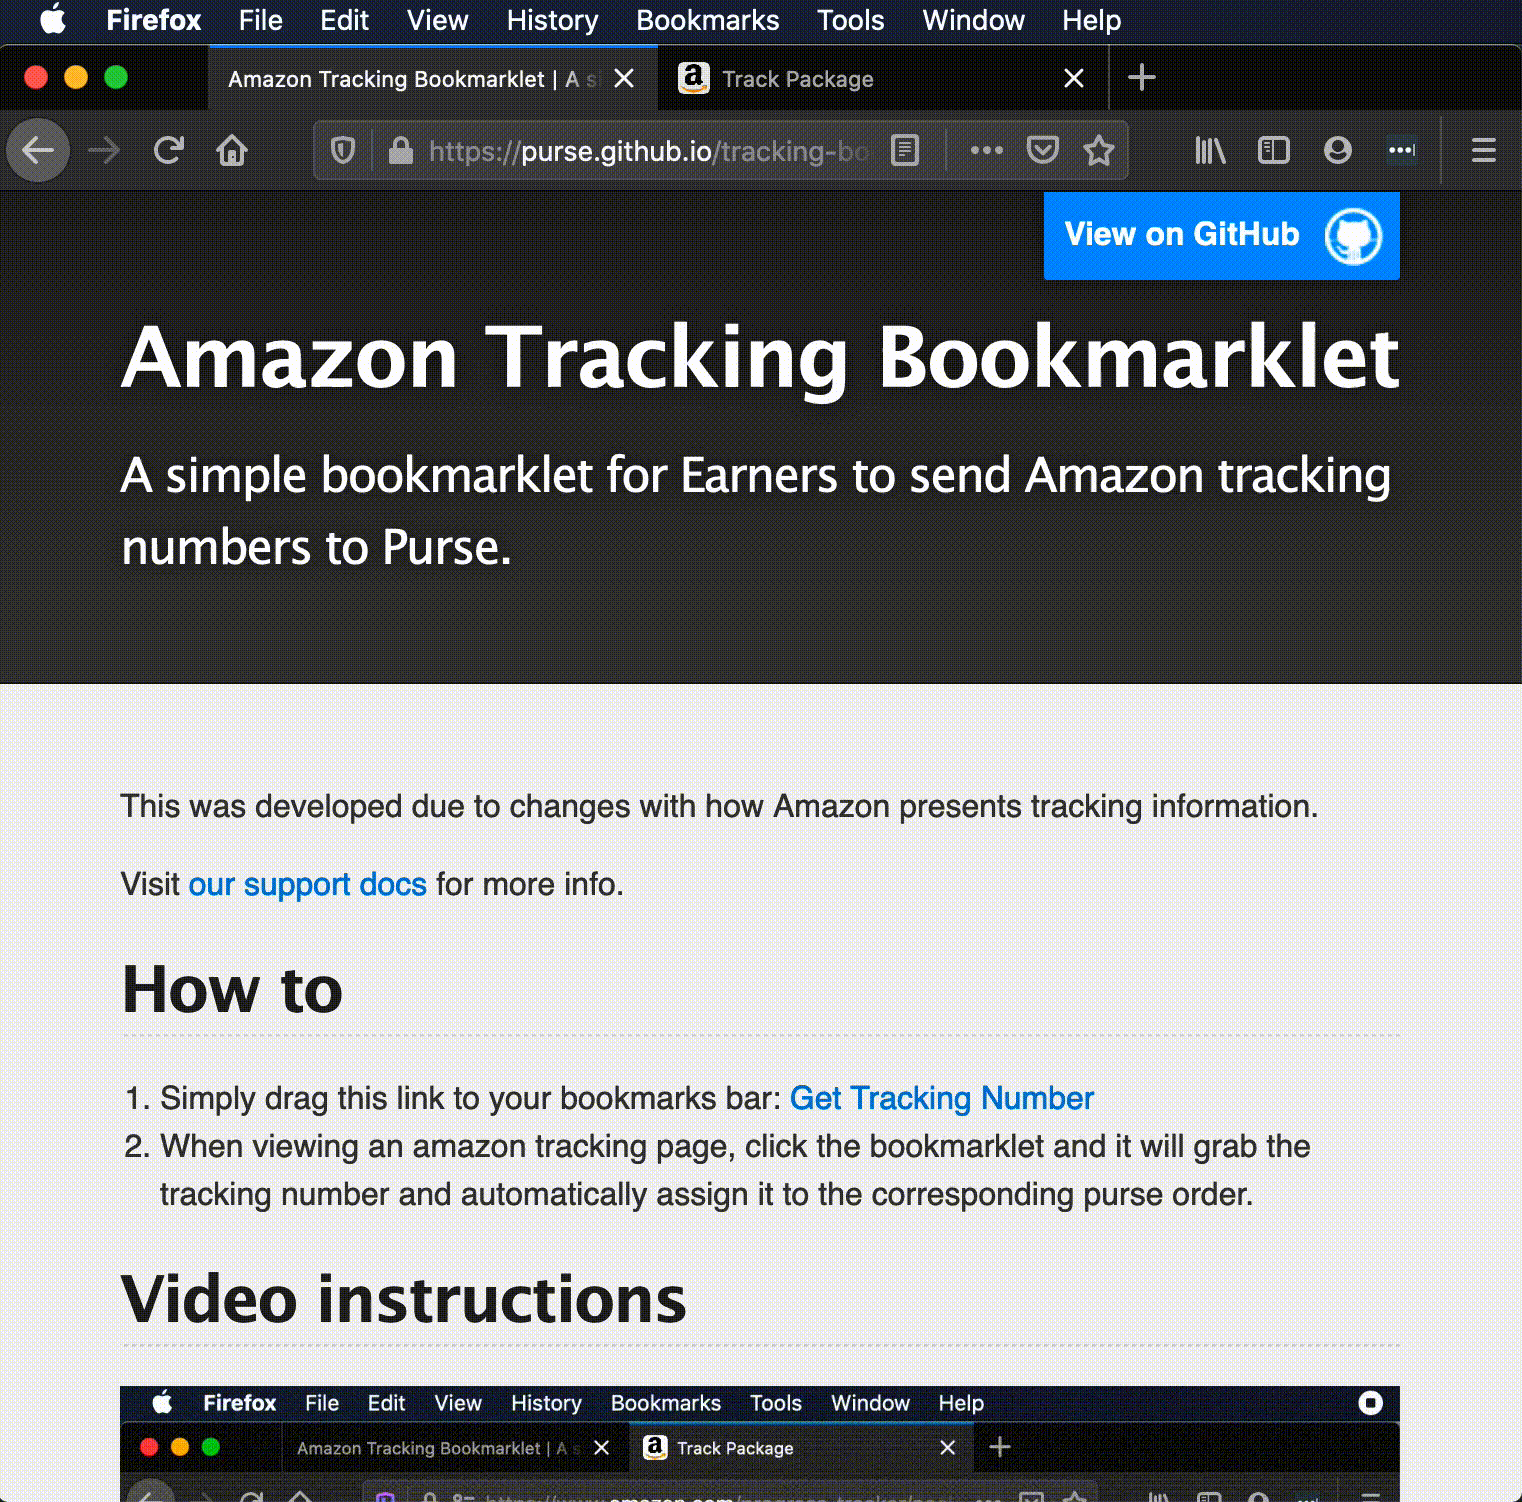 Firefox File Edit View History Bookmarks Tools Window Help
Amazon Tracking Bookmarklet | A s
Track Package
https://purse.github.io/tracking-bo
View on GitHub
Amazon Tracking Bookmarklet
A simple bookmarklet for Earners to send Amazon tracking
numbers to Purse.
This was developed due to changes with how Amazon presents tracking information.
Visit our support docs for more info.
How to
1. Simply drag this link to your bookmarks bar: Get Tracking Number
2. When viewing an amazon tracking page, click the bookmarklet and it will grab the
tracking number and automatically assign it to the corresponding purse order.
Video instructions
Firefox File Edit View History Bookmarks Tools Window Help
Amazon Tracking Bookmarklet | A s
Track Package